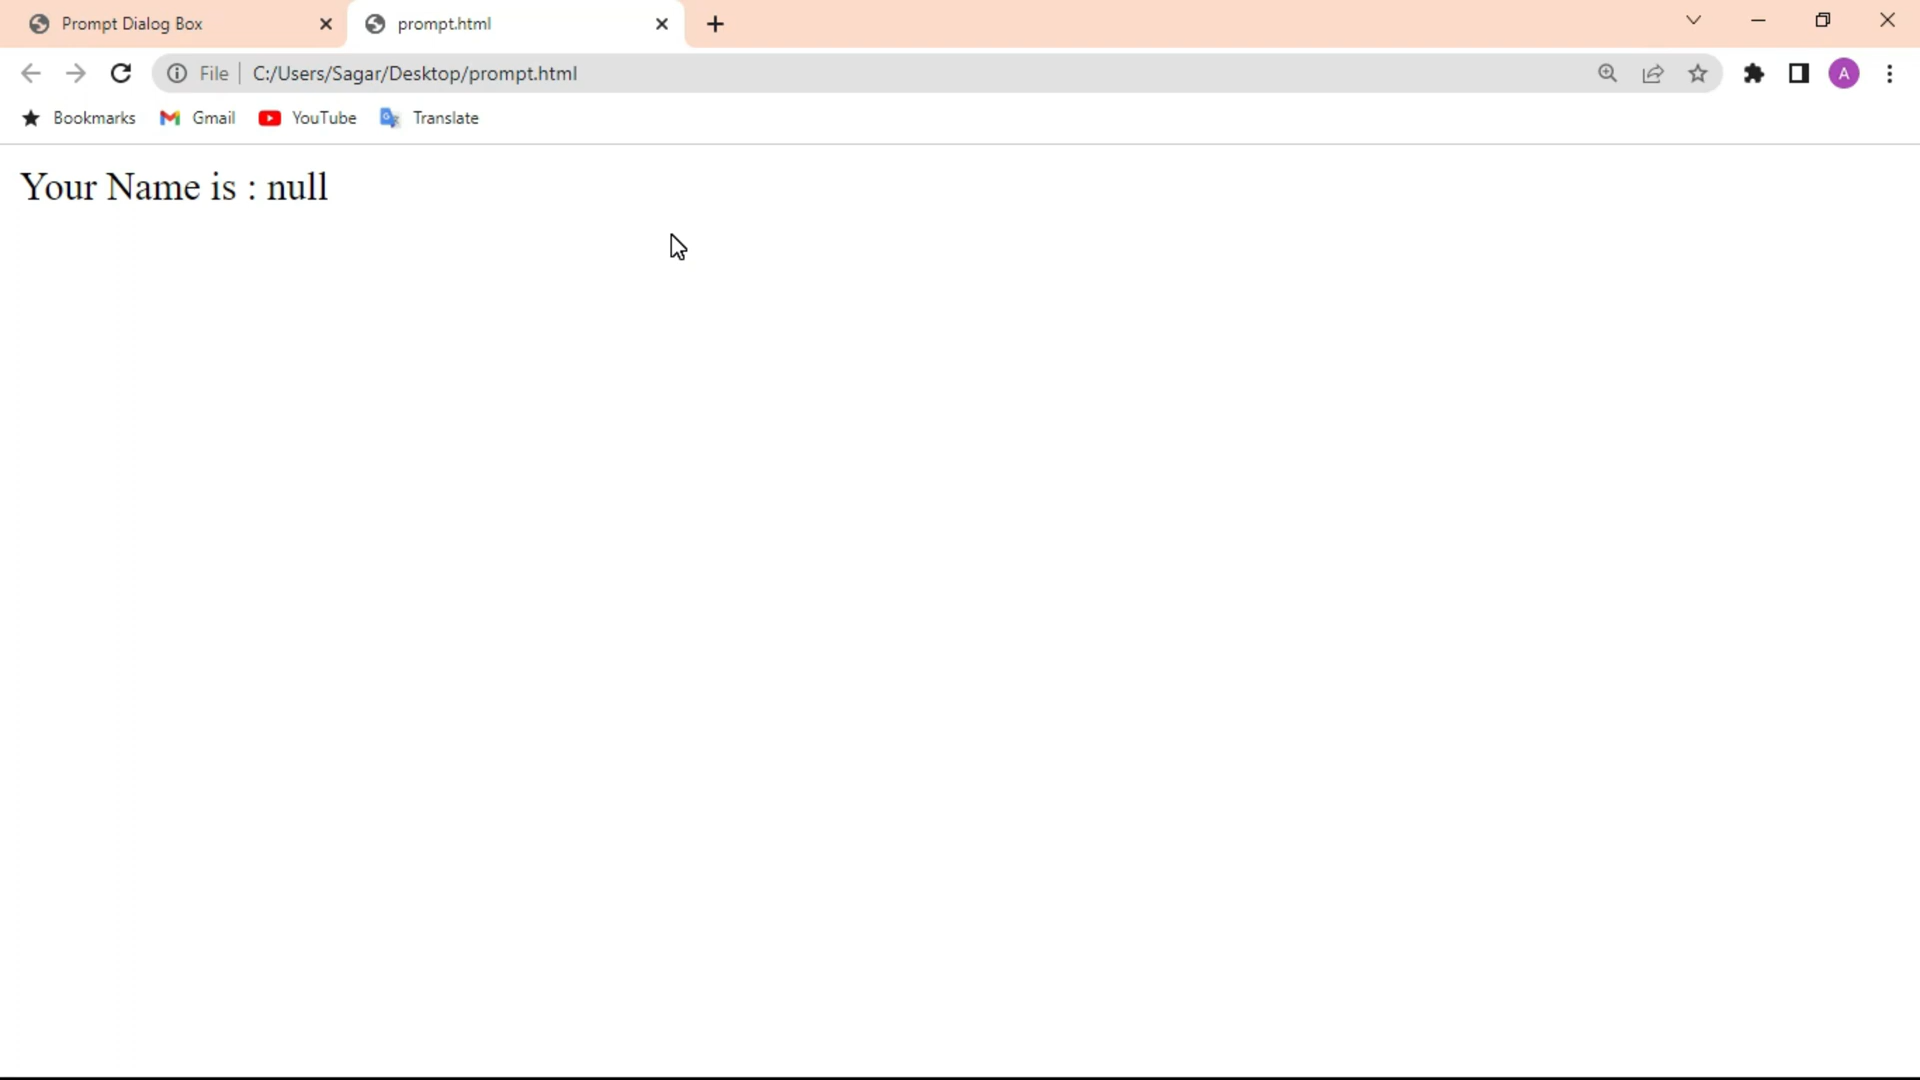 Prompt Dialog Box
prompt.html
File
C:/Users/Sagar/Desktop/prompt.html
A
Bookmarks
Gmail
YouTube
Translate
Your Name is : null